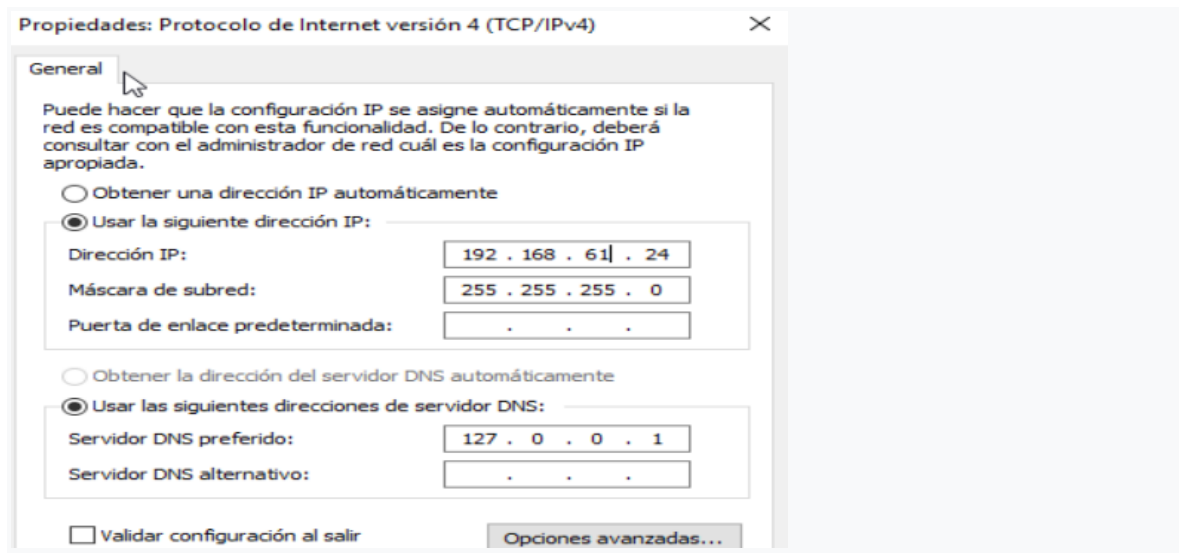 Propiedades: Protocolo de Internet versión 4 (TCP/IPv4)
General
Puede hacer que la configuración IP se asigne automáticamente si la
red es compatible con esta funcionalidad. De lo contrario, deberá
consultar con el administrador de red cuál es la configuración IP
apropiada.
Obtener una dirección IP automáticamente
Usar la siguiente dirección IP:
Dirección IP: 192 . 168 . 61 . 24
Máscara de subred: 255 . 255 . 255 . 0
Puerta de enlace predeterminada: . . .
Obtener la dirección del servidor DNS automáticamente
Usar las siguientes direcciones de servidor DNS:
Servidor DNS preferido: 127 . 0 . 0 . 1
Servidor DNS alternativo: . . .
Validar configuración al salir
Opciones avanzadas...